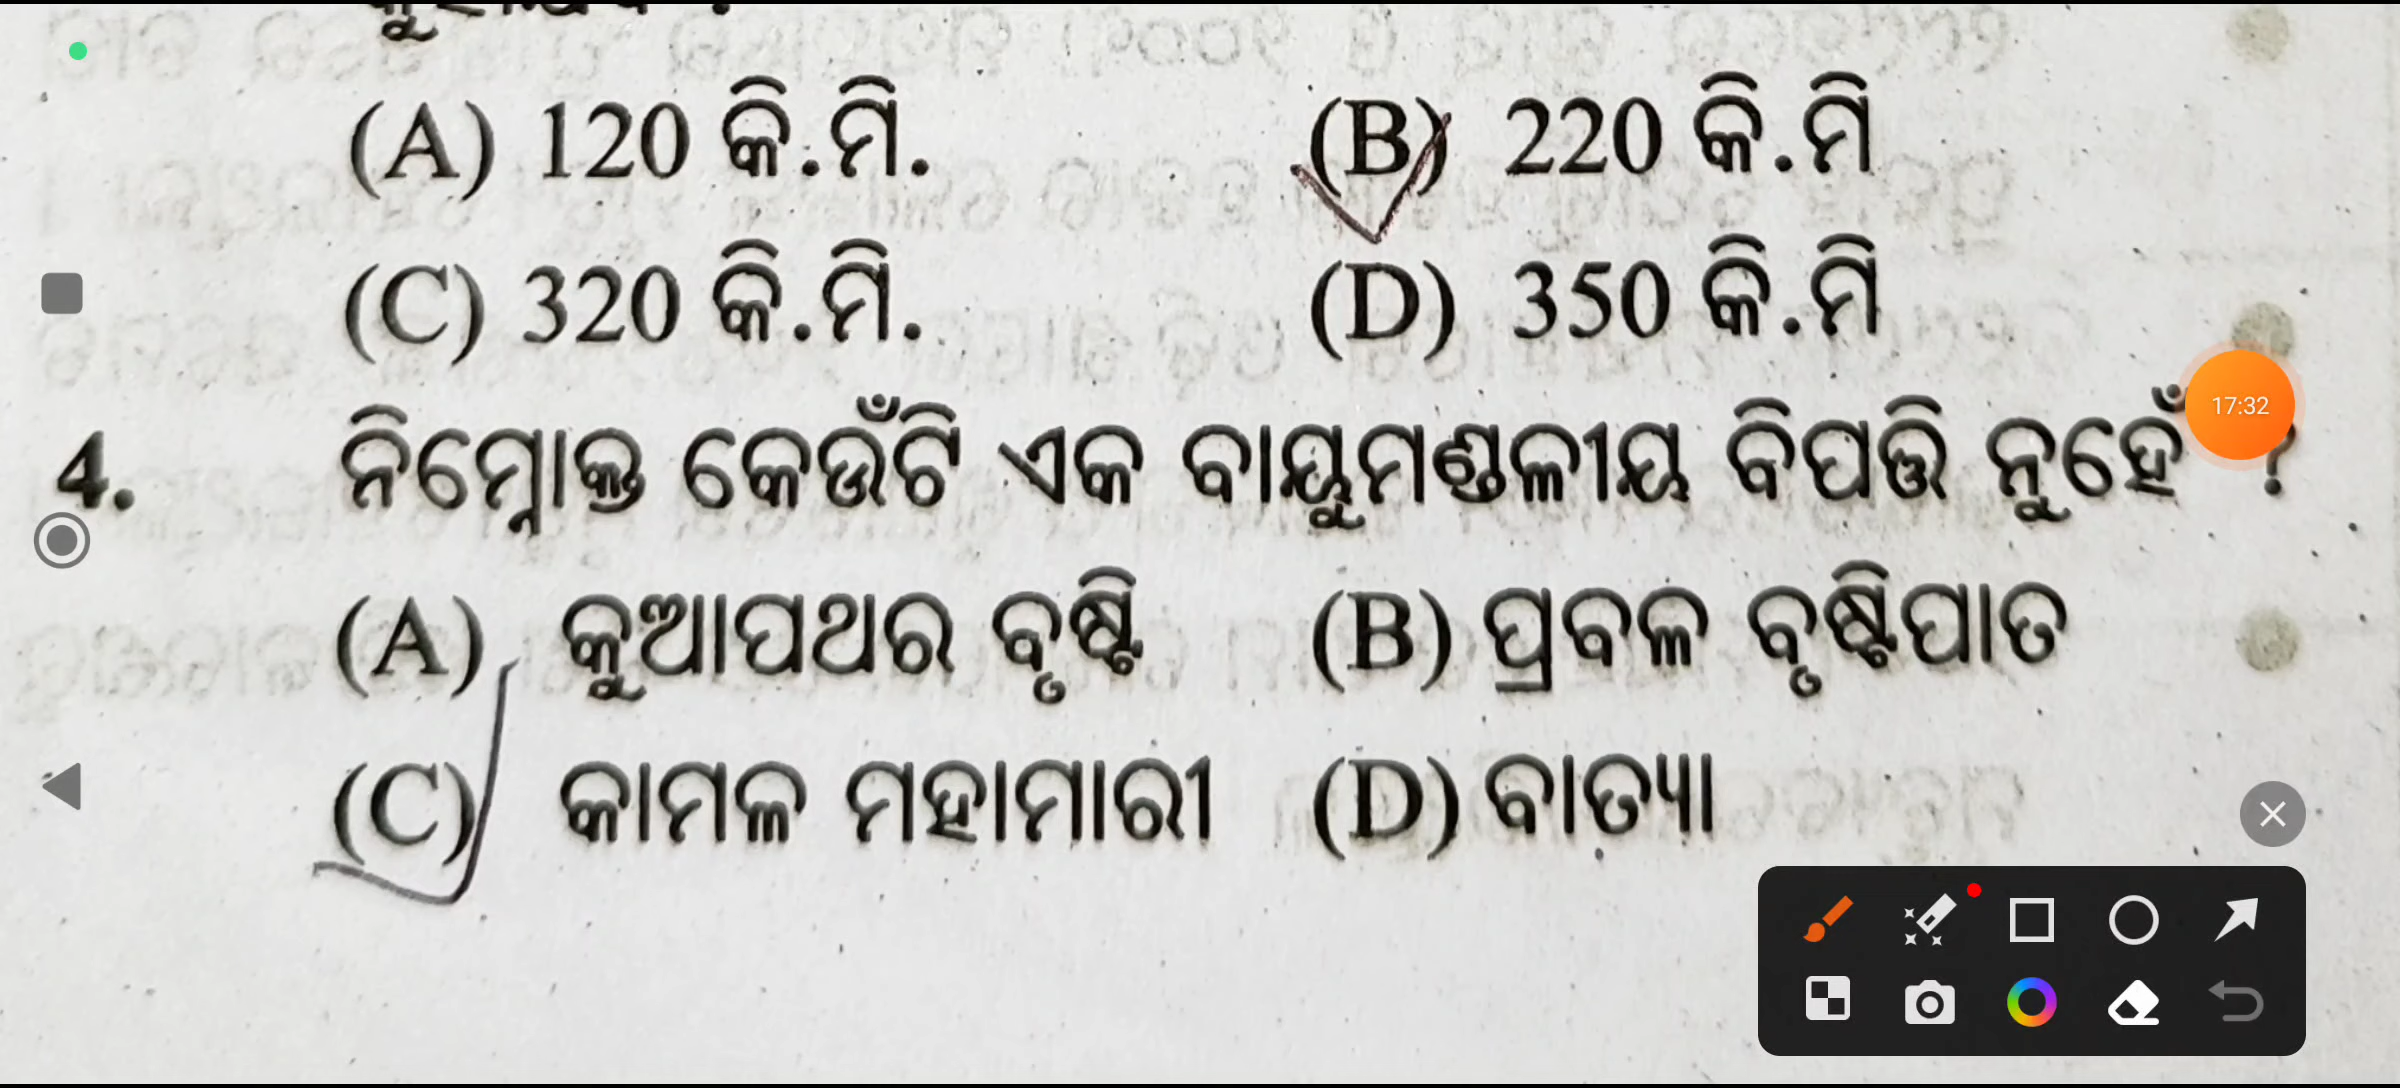 (A) 120 କି.ମି. (B) 220 କି.ମି
(C) 320 କି.ମି. (D) 350 କି.ମି
17:32
4. ନିମ୍ନୋକ୍ତ କେଉଁଟି ଏକ ବାୟୁମଣ୍ଡଳୀୟ ବିପତ୍ତି ନୁହେଁ ?
(A) କୁଆପଥର ବୃଷ୍ଟି (B) ପ୍ରବଳ ବୃଷ୍ଟିପାତ
(C) କାମଳ ମହାମାରୀ (D) ବାତ୍ୟା